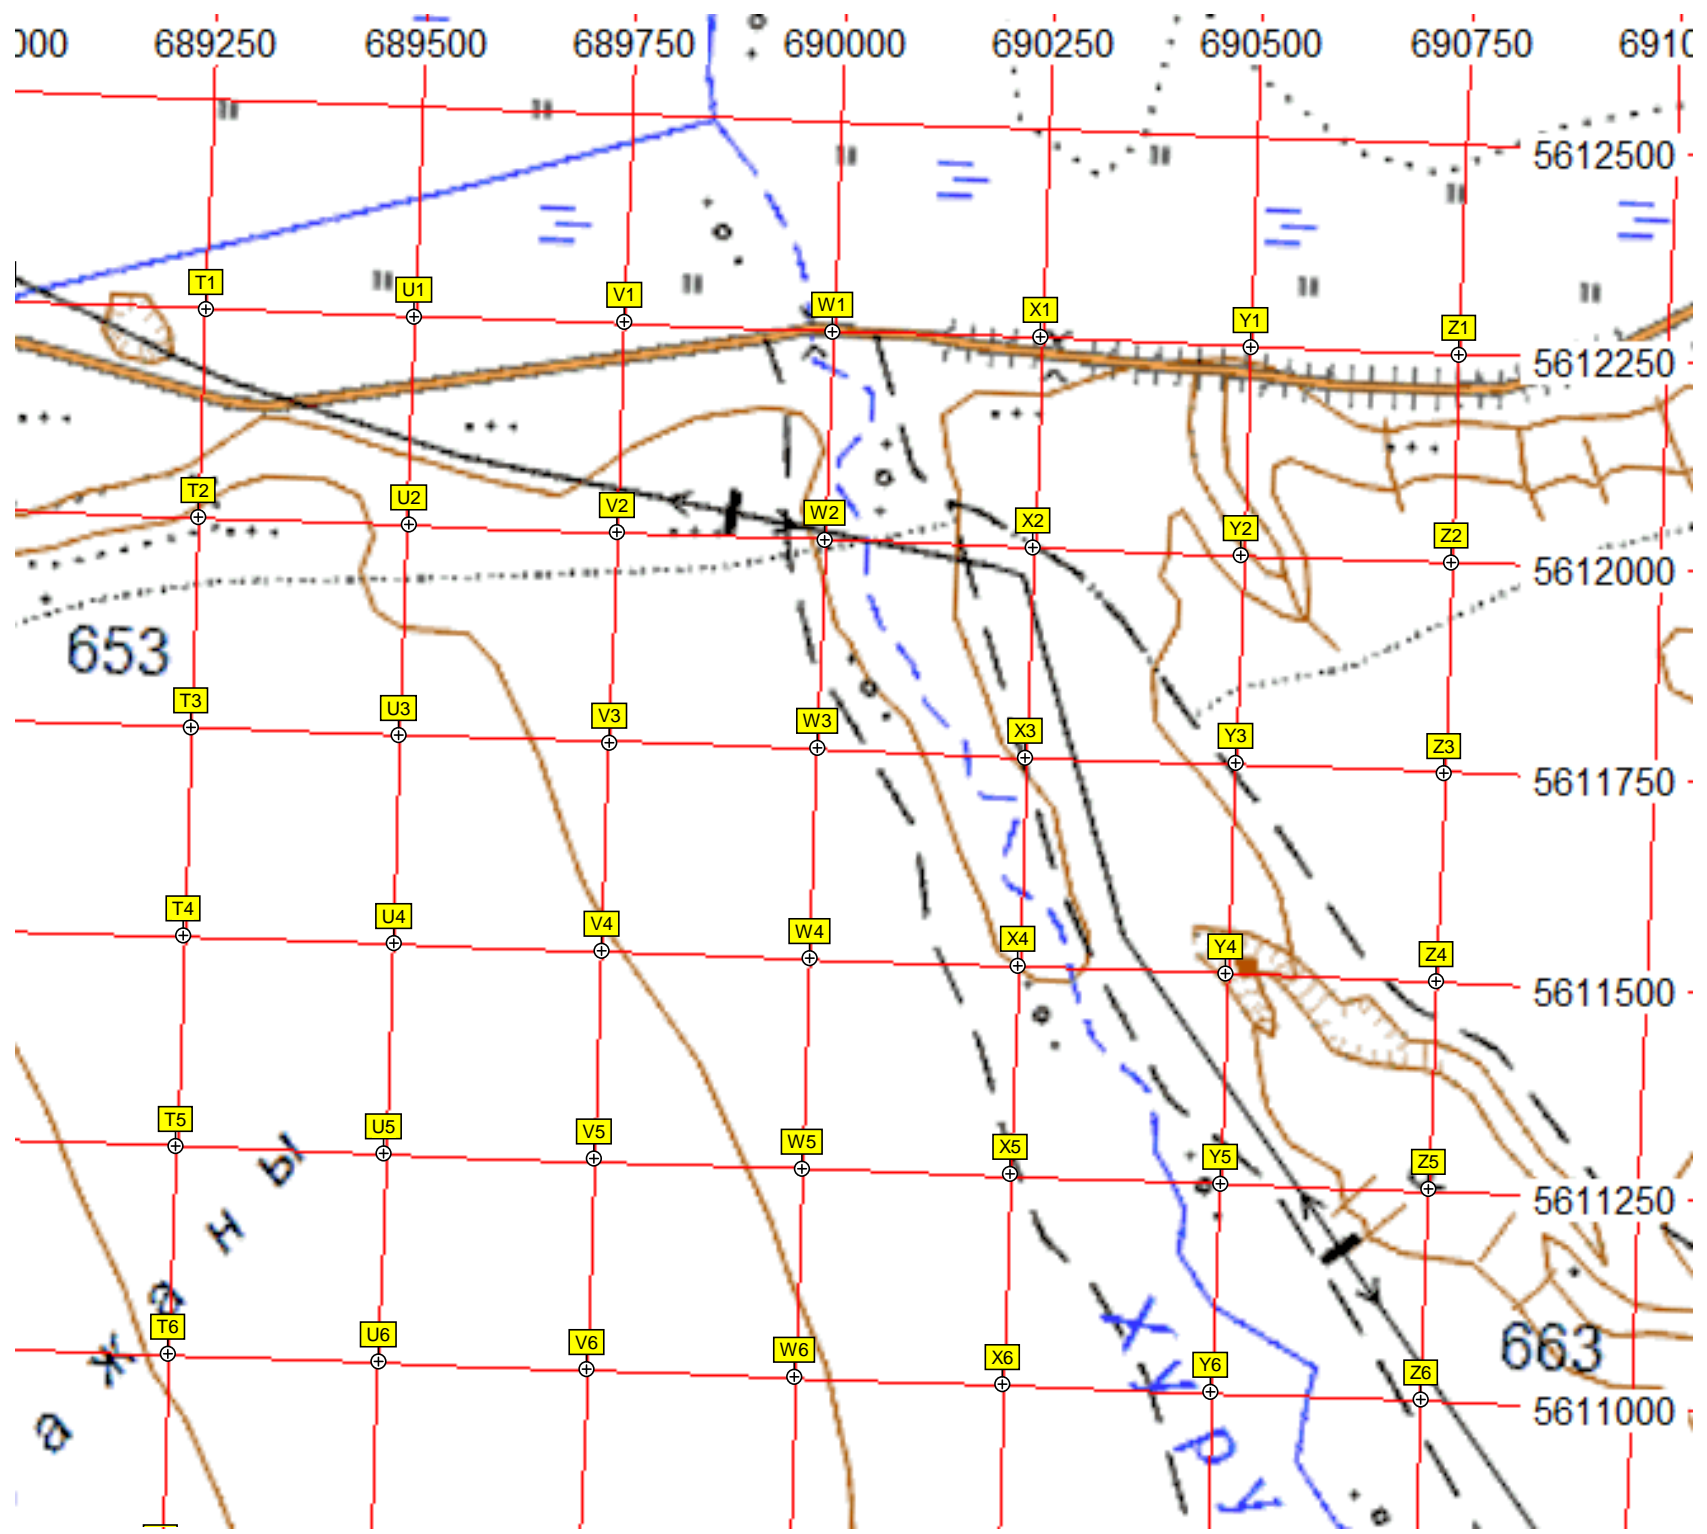 000 689250 689500 689750 690000 690250 690500 690750 6910
5612500
T1 U1 V1 W1 X1 Y1 Z1
5612250
T2 U2 V2 W2 X2 Y2 Z2
5612000
653
T3 U3 V3 W3 X3 Y3 Z3
5611750
T4 U4 V4 W4 X4 Y4 Z4
5611500
T5 U5 V5 W5 X5 Y5 Z5
5611250
T6 U6 V6 W6 X6 Y6 Z6
663
5611000
а ж а н ы
Х у р у